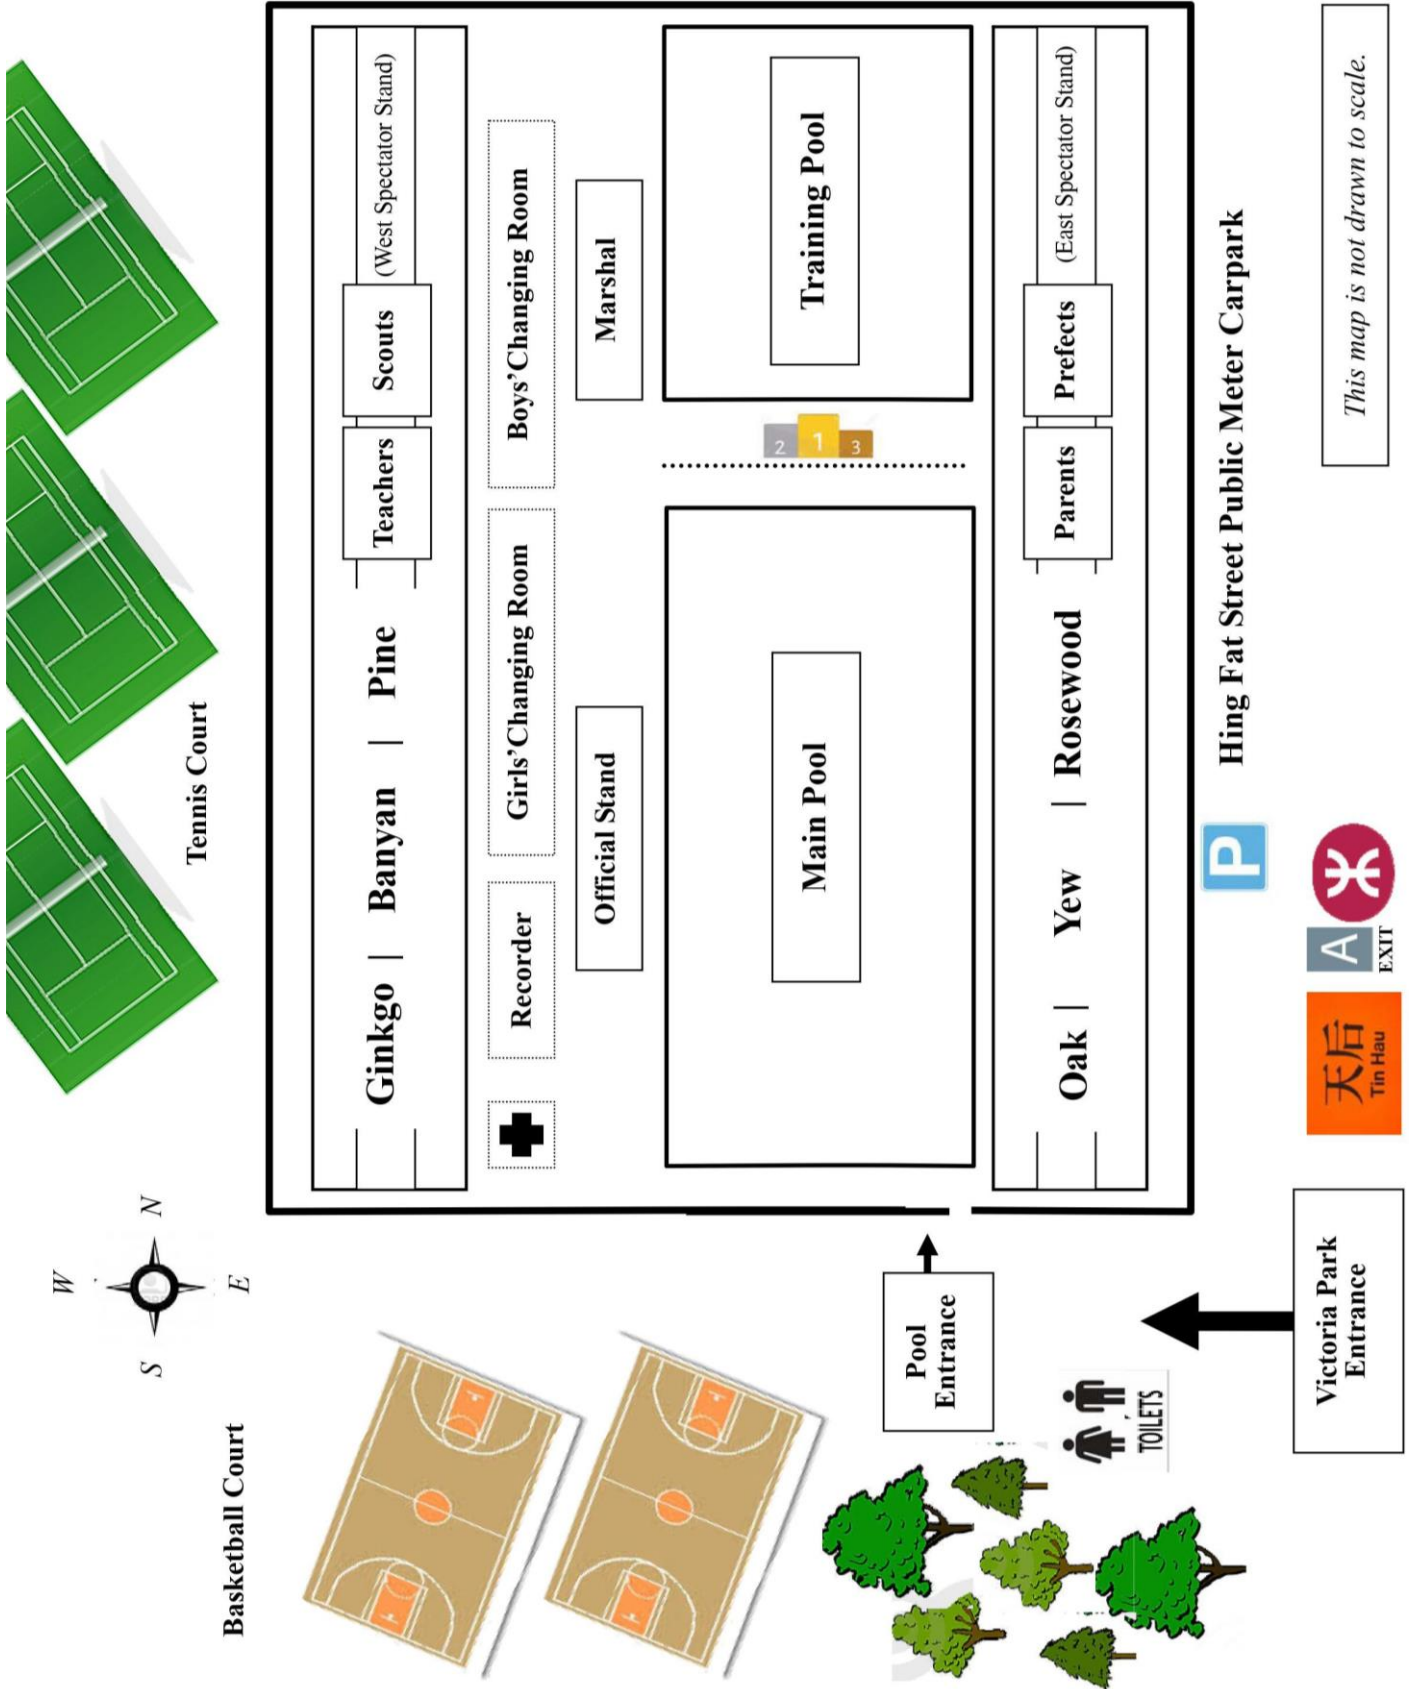 W
S
N
E
Tennis Court
Basketball Court
Ginkgo | Banyan | Pine
Teachers
Scouts
(West Spectator Stand)
Recorder
Girls'Changing Room
Boys'Changing Room
Official Stand
Marshal
Main Pool
2
1
3
Training Pool
Pool
Entrance
Oak | Yew | Rosewood
Parents
Prefects
(East Spectator Stand)
TOILETS
P
Hing Fat Street Public Meter Carpark
Victoria Park
Entrance
天后
Tin Hau
A
EXIT
This map is not drawn to scale.